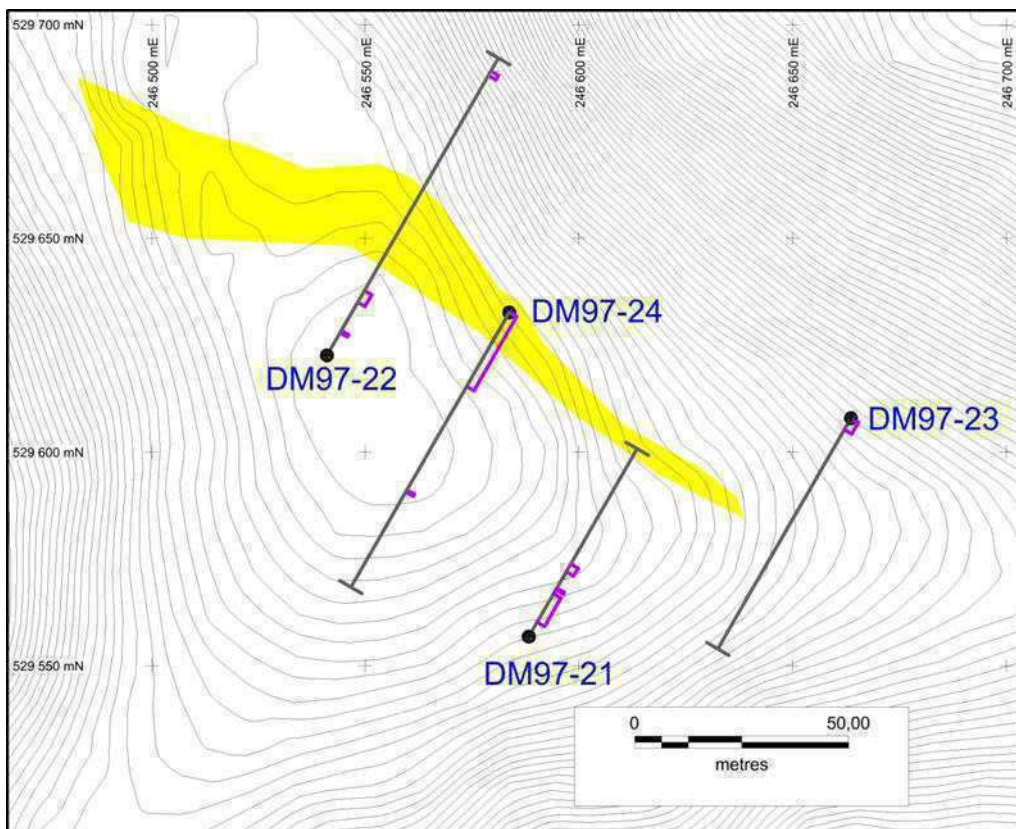 529 700 mN
246 500 mE
246 550 mE
246 600 mE
246 650 mE
246 700 mE
529 650 mN
DM97-24
DM97-22
DM97-23
529 600 mN
529 550 mN
DM97-21
0 50,00
metres